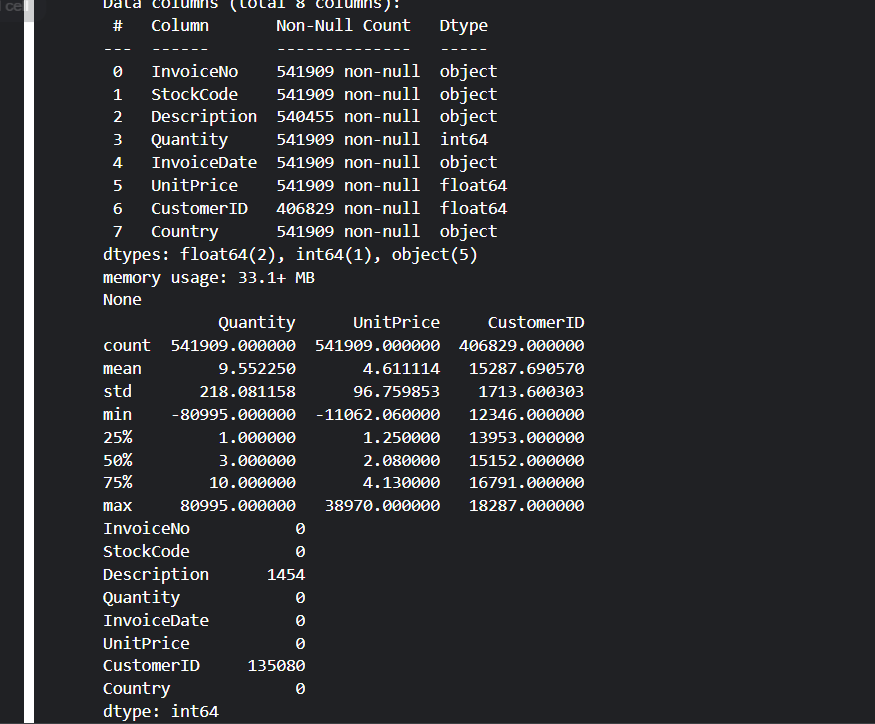 cell
Data columns (total 8 columns):
 #   Column       Non-Null Count   Dtype
---  ------       --------------   -----
 0   InvoiceNo    541909 non-null  object
 1   StockCode    541909 non-null  object
 2   Description  540455 non-null  object
 3   Quantity     541909 non-null  int64
 4   InvoiceDate  541909 non-null  object
 5   UnitPrice    541909 non-null  float64
 6   CustomerID   406829 non-null  float64
 7   Country      541909 non-null  object
dtypes: float64(2), int64(1), object(5)
memory usage: 33.1+ MB
None
            Quantity      UnitPrice     CustomerID
count  541909.000000  541909.000000  406829.000000
mean        9.552250       4.611114   15287.690570
std       218.081158      96.759853    1713.600303
min    -80995.000000  -11062.060000   12346.000000
25%         1.000000       1.250000   13953.000000
50%         3.000000       2.080000   15152.000000
75%        10.000000       4.130000   16791.000000
max     80995.000000   38970.000000   18287.000000
InvoiceNo           0
StockCode           0
Description      1454
Quantity            0
InvoiceDate         0
UnitPrice           0
CustomerID     135080
Country             0
dtype: int64